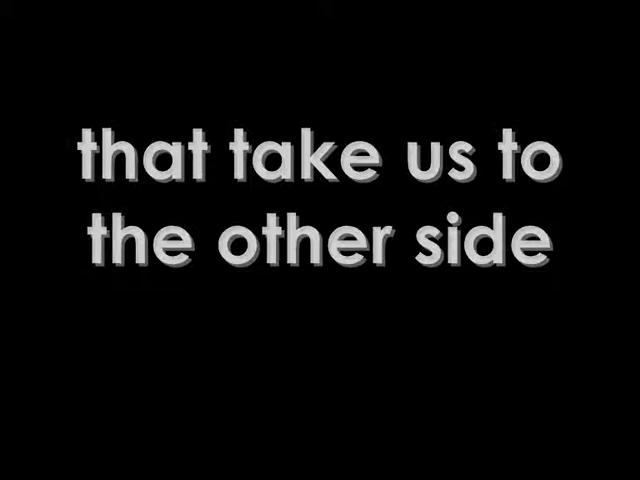 that take us to
the other side